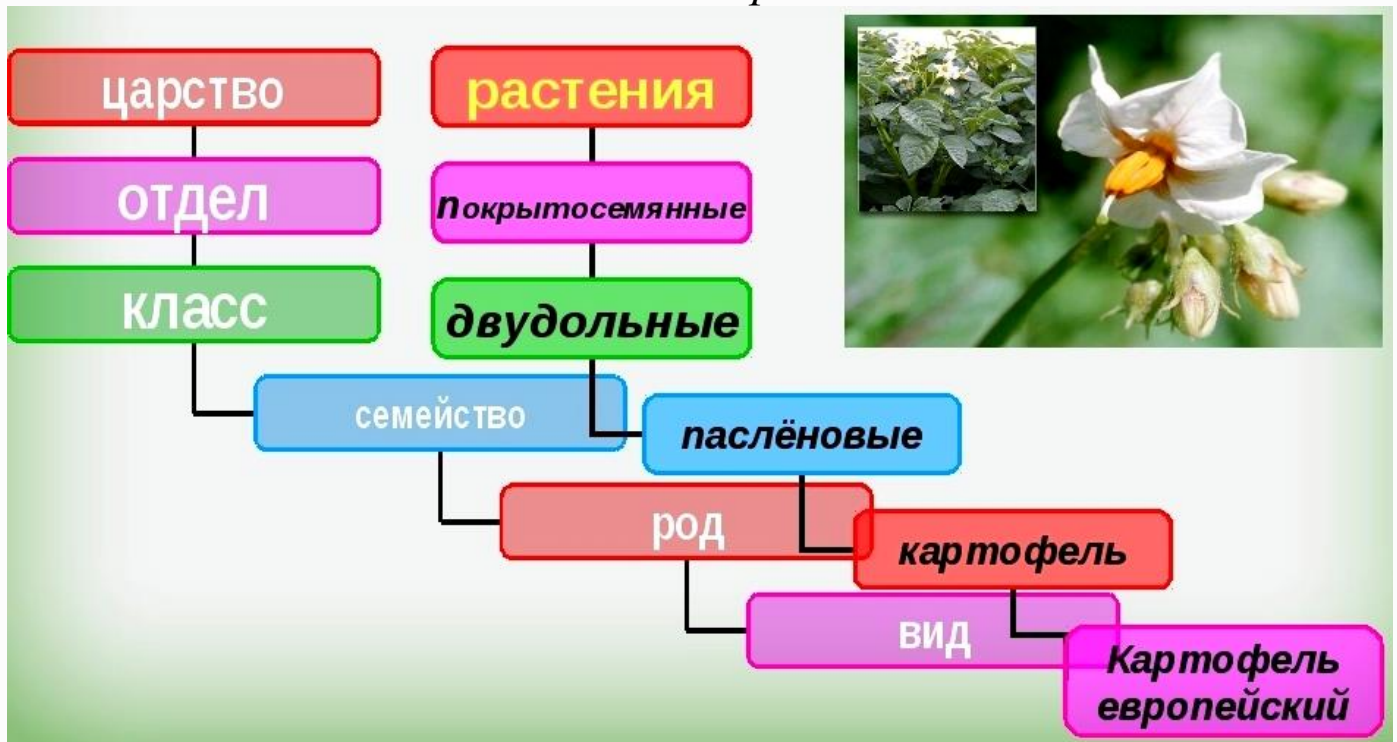 царство
растения
отдел
покрытосемянные
класс
двудольные
семейство
паслёновые
род
картофель
вид
Картофель
европейский